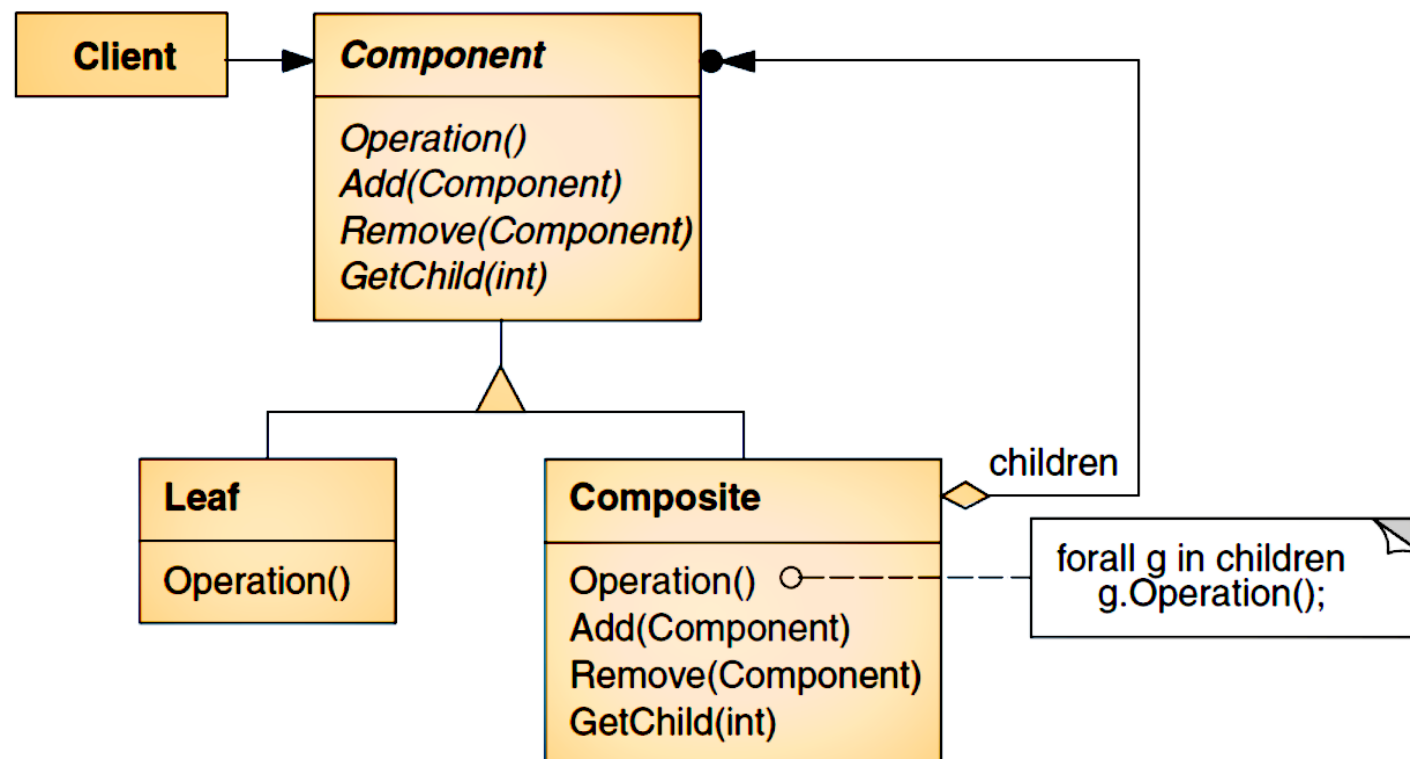 Client
Component
Operation()
Add(Component)
Remove(Component)
GetChild(int)
children
Leaf
Operation()
Composite
Operation()
Add(Component)
Remove(Component)
GetChild(int)
forall g in children
g.Operation();